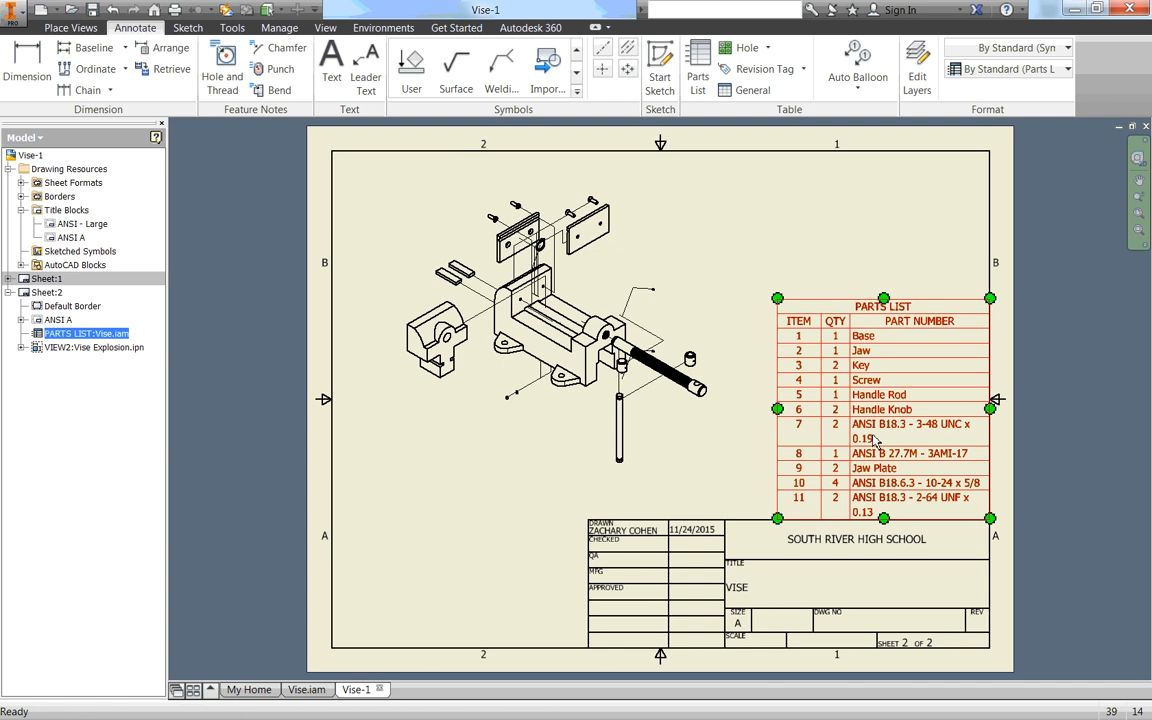 Vise-1
Sign In
PRO
Place Views Annotate Sketch Tools Manage View Environments Get Started Autodesk 360
Dimension
Baseline
Ordinate
Chain
Arrange
Retrieve
Dimension
Hole and
Thread
Chamfer
Punch
Bend
Feature Notes
Text
Leader
Text
Text
User
Surface
Weldi...
Impor...
Symbols
Start
Sketch
Sketch
Parts
List
Hole
Revision Tag
General
Table
Auto Balloon
Edit
Layers
By Standard (Syn
By Standard (Parts L
Format
Model
Vise-1
Drawing Resources
Sheet Formats
Borders
Title Blocks
ANSI - Large
ANSI A
Sketched Symbols
AutoCAD Blocks
Sheet:1
Sheet:2
Default Border
ANSI A
PARTS LIST:Vise.iam
VIEW2:Vise Explosion.ipn
2
1
B
B
A
A
2
1
PARTS LIST
ITEM QTY PART NUMBER
1 1 Base
2 1 Jaw
3 2 Key
4 1 Screw
5 1 Handle Rod
6 2 Handle Knob
7 2 ANSI B18.3 - 3-48 UNC x
0.19
8 1 ANSI B 27.7M - 3AMI-17
9 2 Jaw Plate
10 4 ANSI B18.6.3 - 10-24 x 5/8
11 2 ANSI B18.3 - 2-64 UNF x
0.13
DRAWN
ZACHARY COHEN 11/24/2015
CHECKED
QA
MFG
APPROVED
SOUTH RIVER HIGH SCHOOL
TITLE
VISE
SIZE
A
DWG NO
REV
SCALE
SHEET 2 OF 2
My Home Vise.iam Vise-1
Ready
39 14